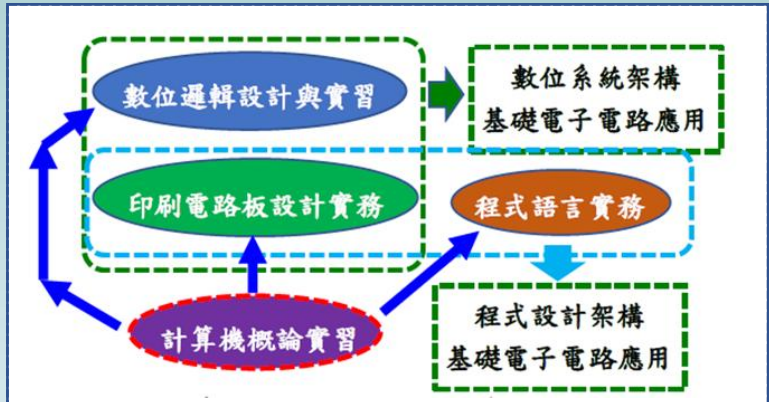 數位邏輯設計與實習
數位系統架構
基礎電子電路應用
印刷電路板設計實務
程式語言實務
計算機概論實習
程式設計架構
基礎電子電路應用